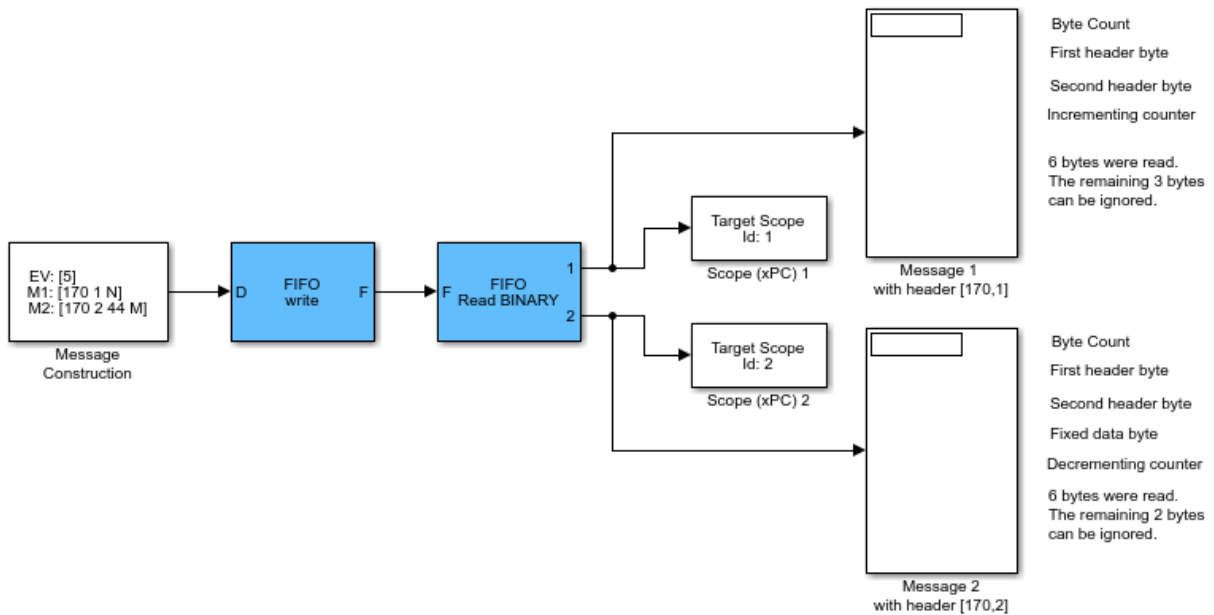 EV: [5]
M1: [170 1 N]
M2: [170 2 44 M]
Message
Construction
D
FIFO
write
F
F
FIFO
Read BINARY
1
2
Target Scope
Id: 1
Scope (xPC) 1
Target Scope
Id: 2
Scope (xPC) 2
Message 1
with header [170,1]
Byte Count
First header byte
Second header byte
Incrementing counter
6 bytes were read.
The remaining 3 bytes
can be ignored.
Message 2
with header [170,2]
Byte Count
First header byte
Second header byte
Fixed data byte
Decrementing counter
6 bytes were read.
The remaining 2 bytes
can be ignored.